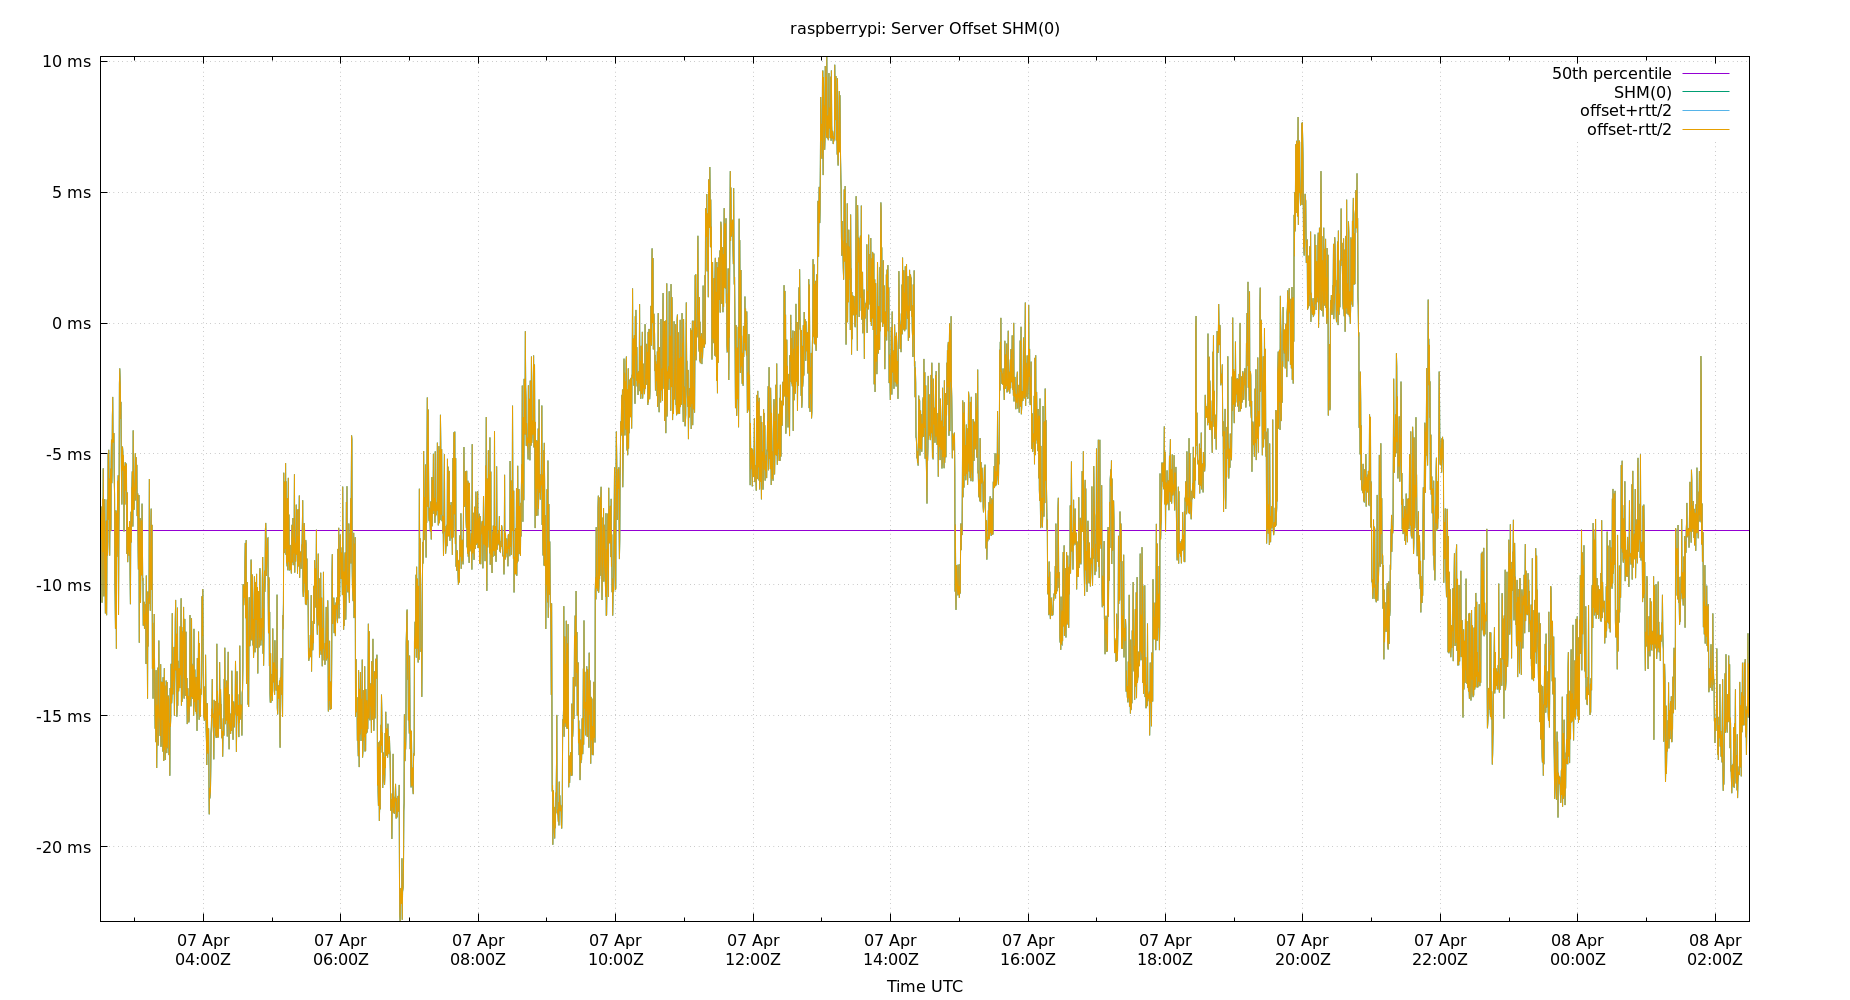 raspberrypi: Server Offset SHM(0)
10 ms
5 ms
0 ms
-5 ms
-10 ms
-15 ms
-20 ms
50th percentile
SHM(0)
offset+rtt/2
offset-rtt/2
07 Apr 07 Apr 07 Apr 07 Apr 07 Apr 07 Apr 07 Apr 07 Apr 07 Apr 07 Apr 08 Apr 08 Apr
04:00Z 06:00Z 08:00Z 10:00Z 12:00Z 14:00Z 16:00Z 18:00Z 20:00Z 22:00Z 00:00Z 02:00Z
Time UTC